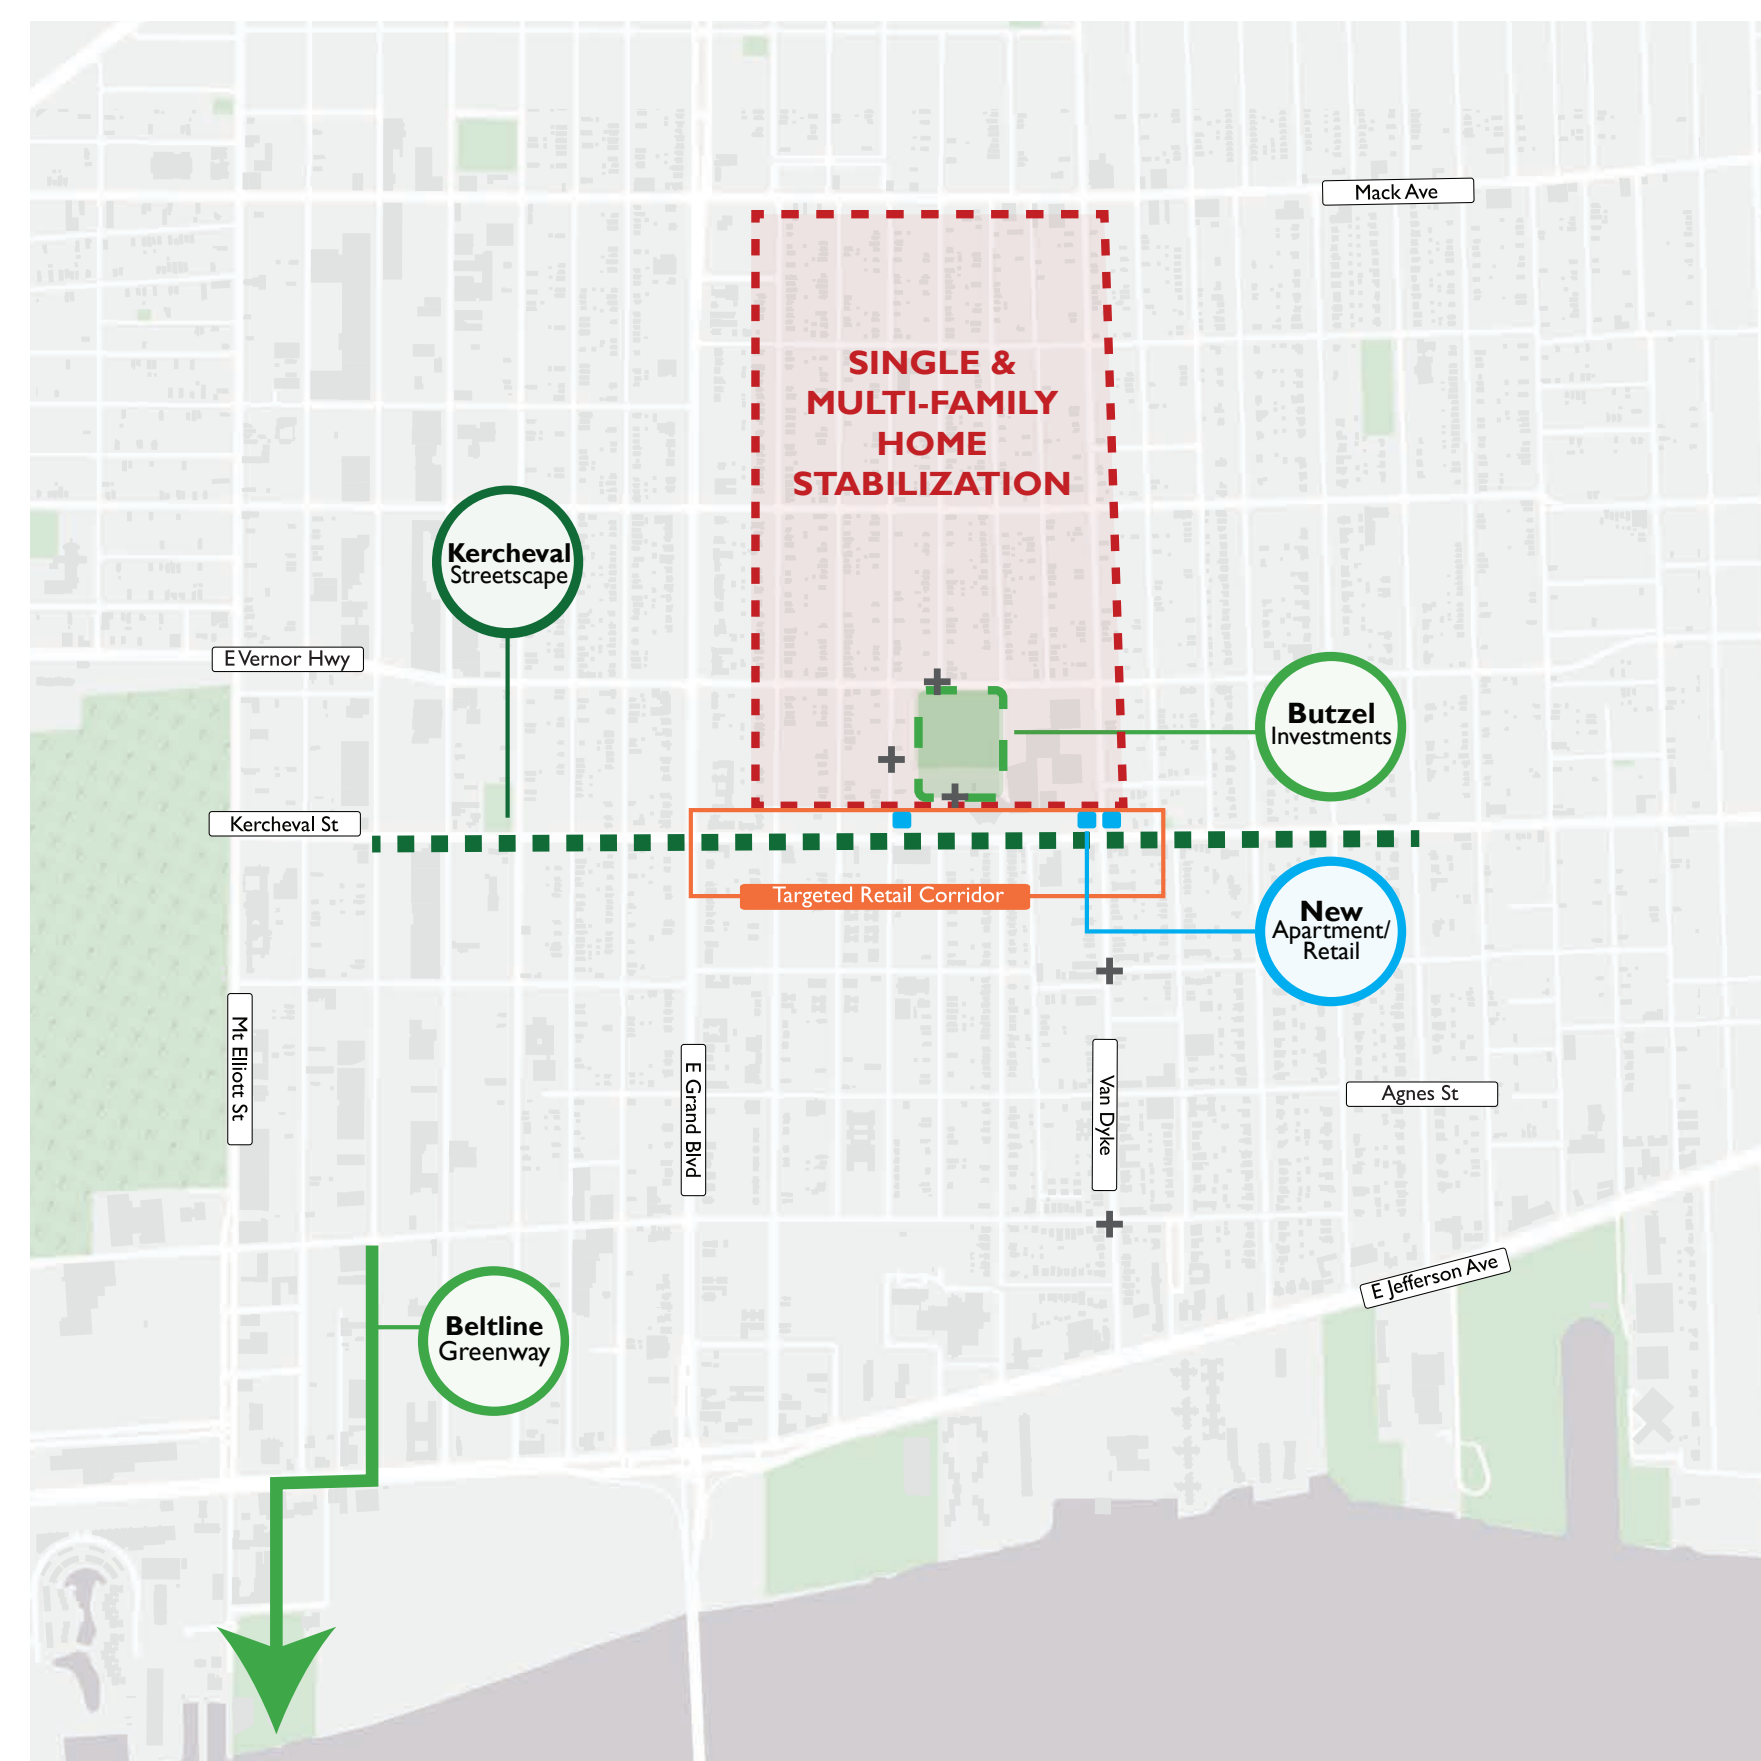 Mack Ave
SINGLE &
MULTI-FAMILY
HOME
STABILIZATION
Kercheval
Streetscape
E Vernor Hwy
Butzel
Investments
Kercheval St
Targeted Retail Corridor
New
Apartment/
Retail
Mt Elliott St
E Grand Blvd
Van Dyke
Agnes St
E Jefferson Ave
Beltline
Greenway